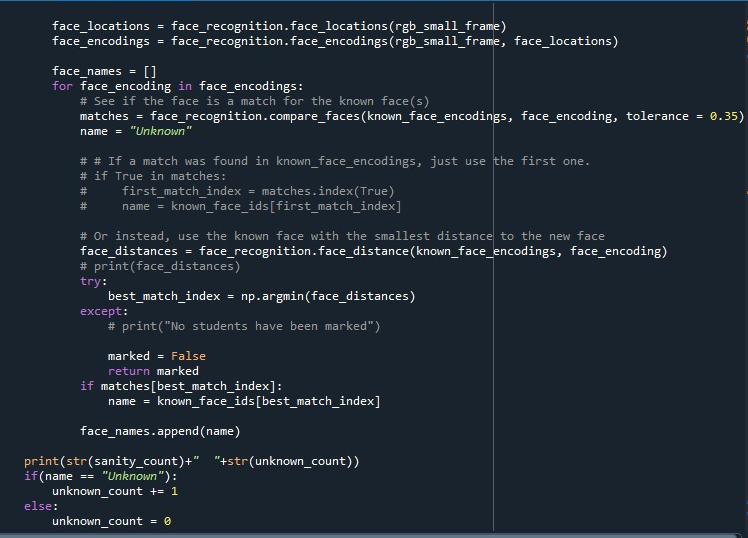 face_locations = face_recognition.face_locations(rgb_small_frame)
face_encodings = face_recognition.face_encodings(rgb_small_frame, face_locations)
face_names = []
for face_encoding in face_encodings:
# See if the face is a match for the known face(s)
matches = face_recognition.compare_faces(known_face_encodings, face_encoding, tolerance = 0.35)
name = "Unknown"
# # If a match was found in known_face_encodings, just use the first one.
# if True in matches:
#     first_match_index = matches.index(True)
#     name = known_face_ids[first_match_index]
# Or instead, use the known face with the smallest distance to the new face
face_distances = face_recognition.face_distance(known_face_encodings, face_encoding)
# print(face_distances)
try:
best_match_index = np.argmin(face_distances)
except:
# print("No students have been marked")
marked = False
return marked
if matches[best_match_index]:
name = known_face_ids[best_match_index]
face_names.append(name)
print(str(sanity_count)+"  "+str(unknown_count))
if(name == "Unknown"):
unknown_count += 1
else:
unknown_count = 0